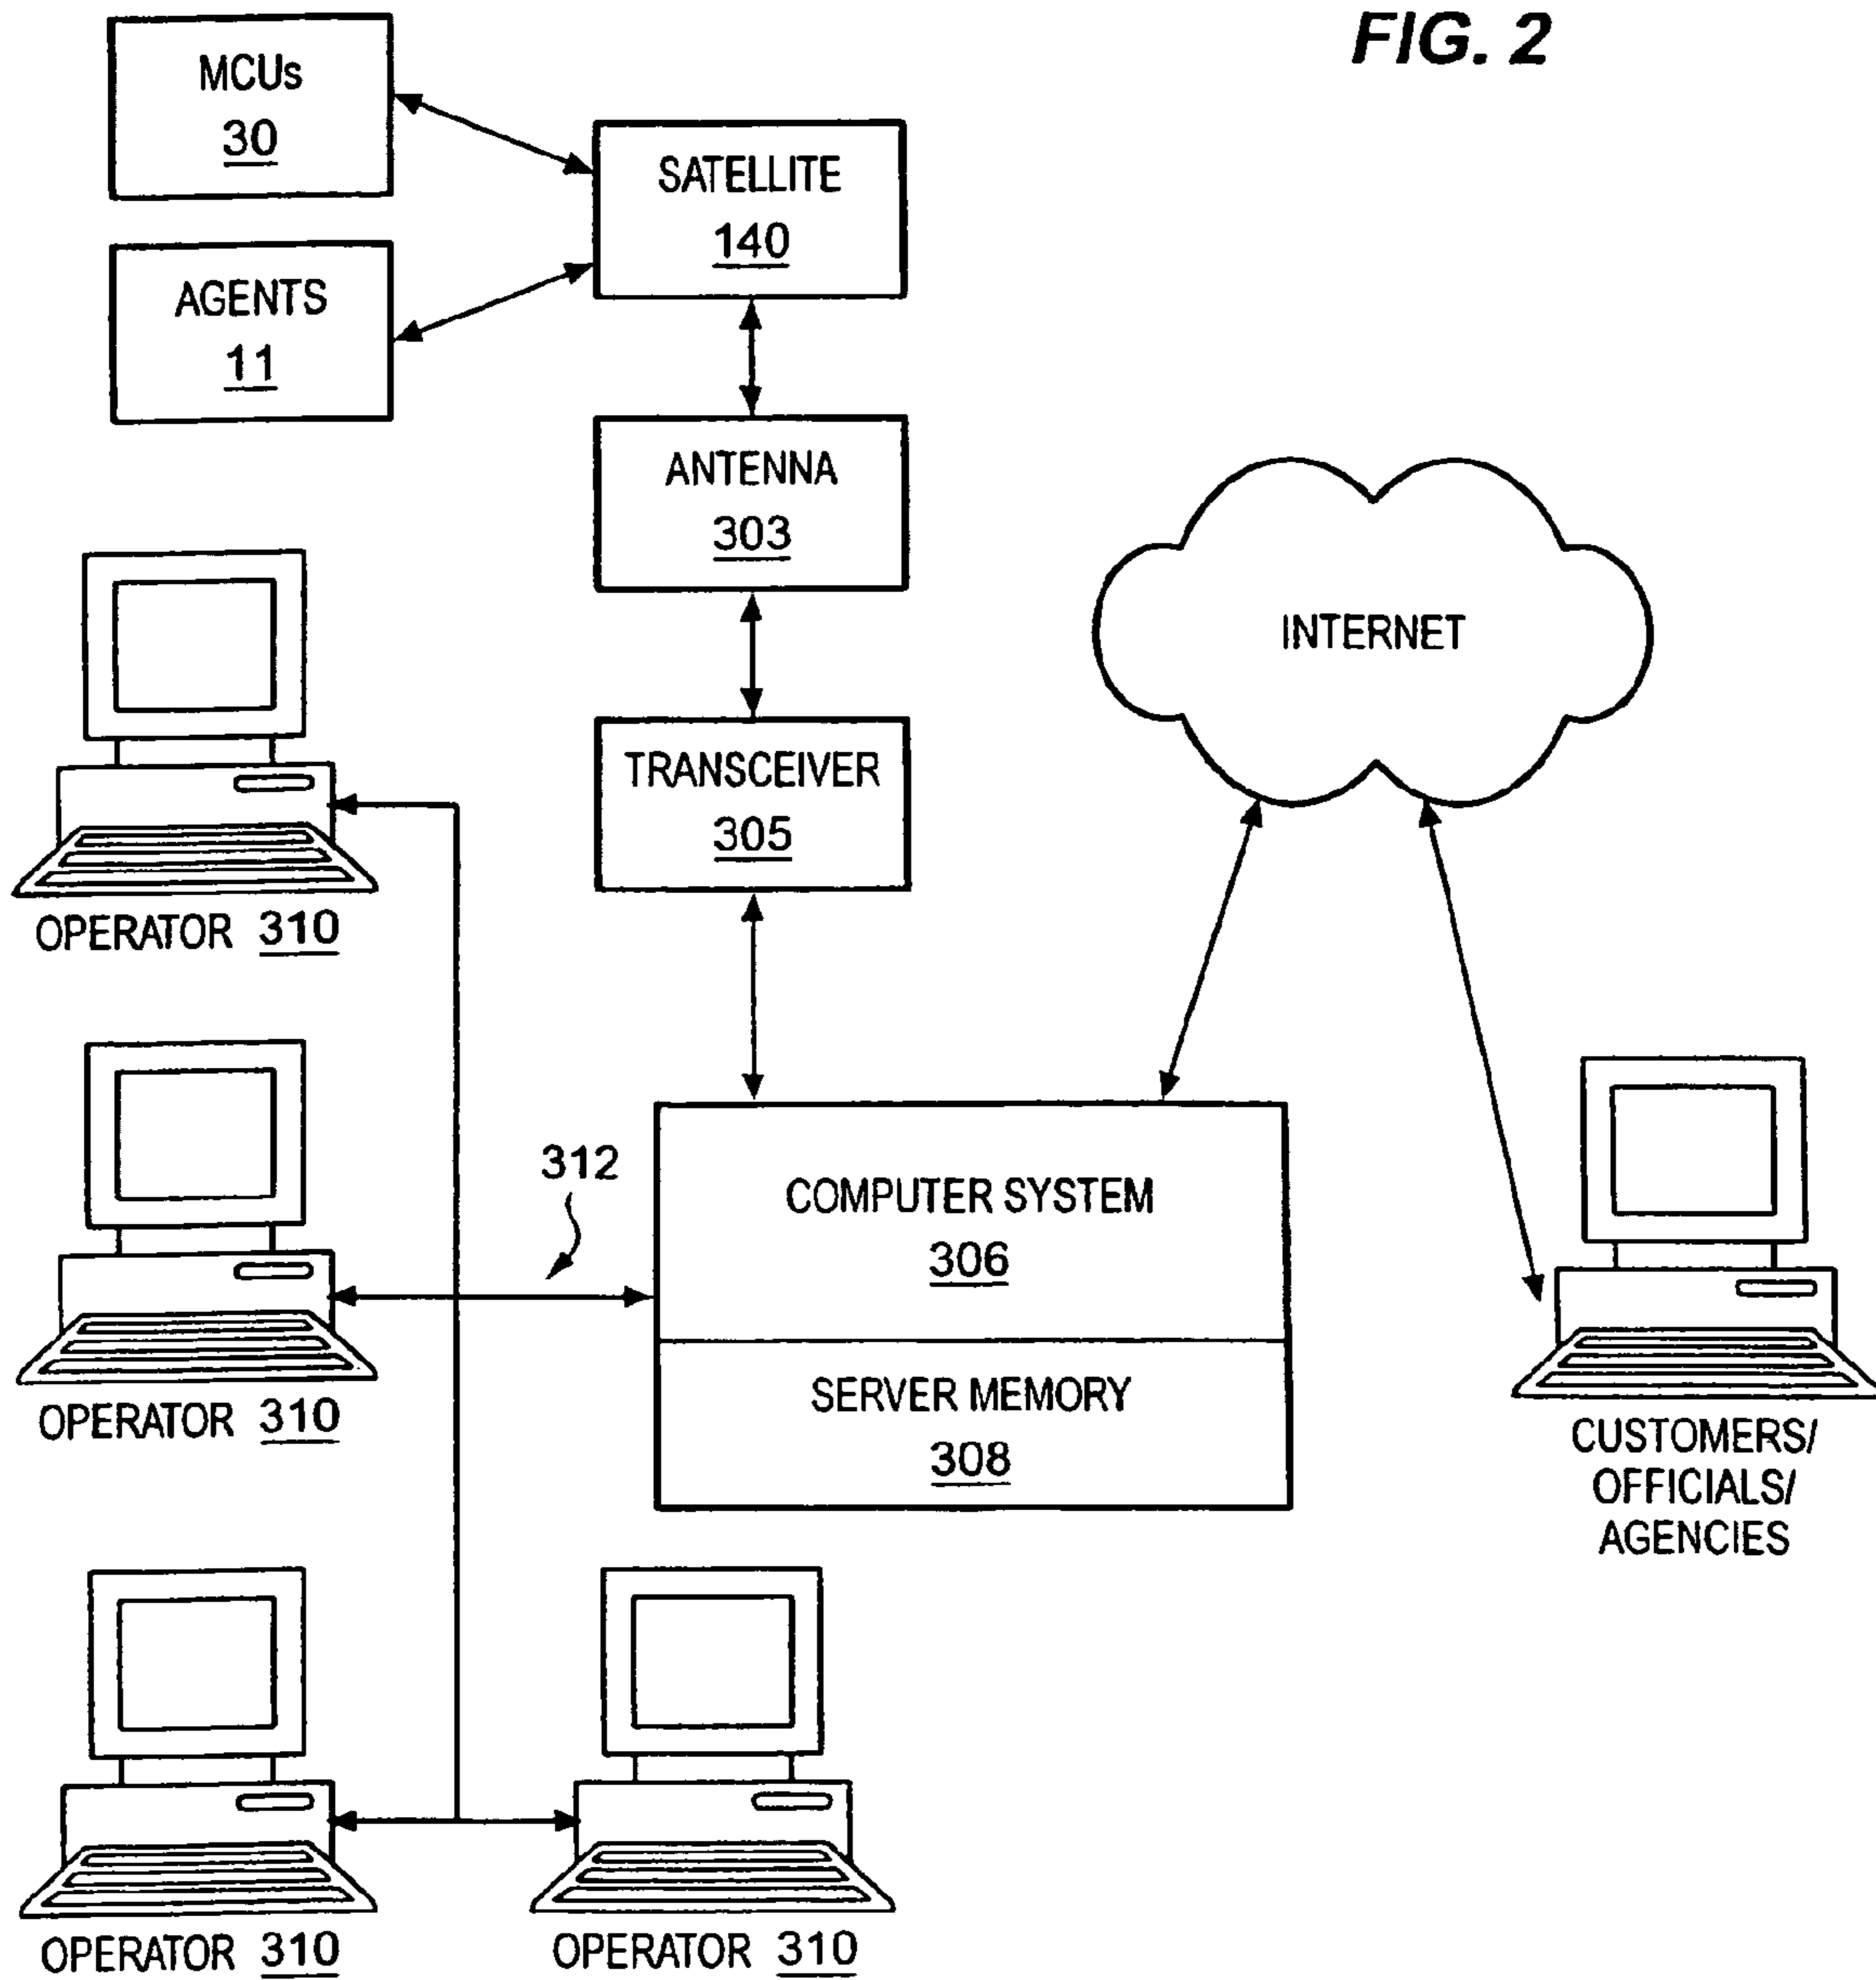 FIG. 2
MCUs
30
SATELLITE
140
AGENTS
11
ANTENNA
303
INTERNET
TRANSCEIVER
305
OPERATOR 310
312
COMPUTER SYSTEM
306
OPERATOR 310
SERVER MEMORY
308
CUSTOMERS/
OFFICIALS/
AGENCIES
OPERATOR 310
OPERATOR 310